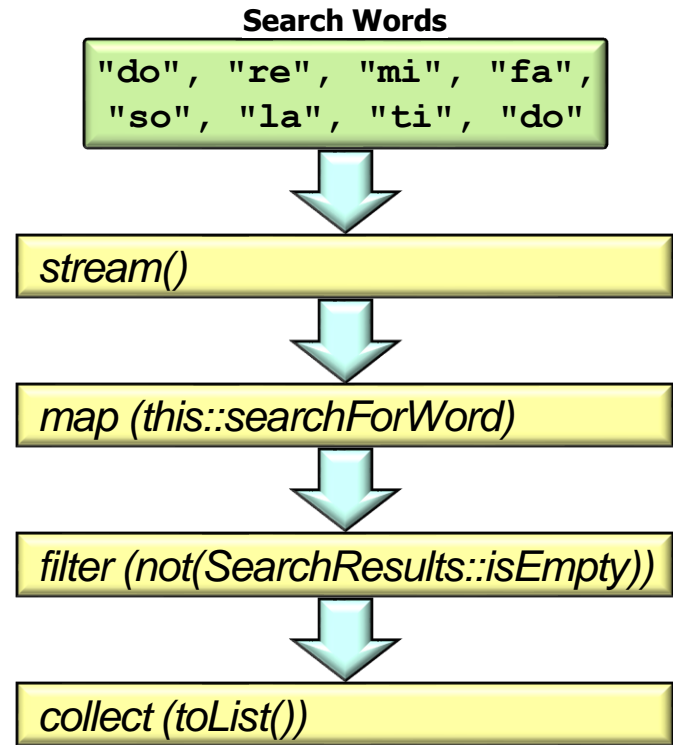 Search Words
"do", "re", "mi", "fa",
"so", "la", "ti", "do"
stream()
map (this::searchForWord)
filter (not(SearchResults::isEmpty))
collect (toList())